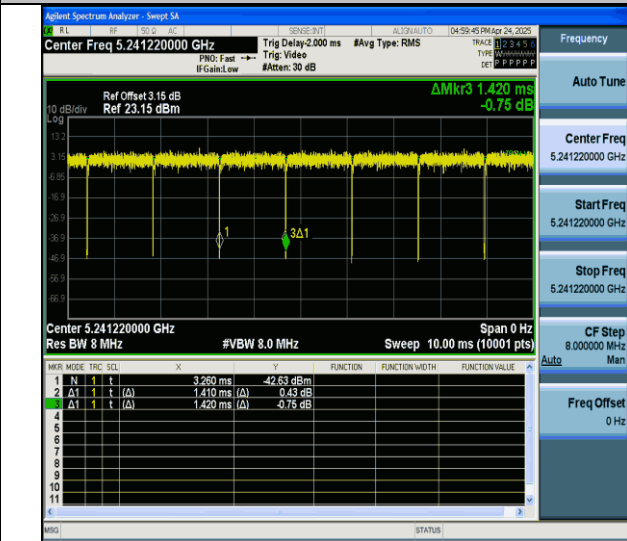 Agilent Spectrum Analyzer - Swept SA
RL RF 50 Ω AC SENSE:INT ALIGNAUTO 04:59:45 PM Apr 24, 2025
Center Freq 5.241220000 GHz
PNO: Fast
IFGain:Low
Trig Delay-2.000 ms
Trig: Video
#Atten: 30 dB
#Avg Type: RMS
TRACE 1 2 3 4 5 6
TYPE
DET P P P P P P
Ref Offset 3.15 dB
Ref 23.15 dBm
10 dB/div
Log
ΔMkr3 1.420 ms
-0.75 dB
13.2
3.15
-6.85
-16.9
-26.9
-36.9
-46.9
-56.9
-66.9
1
3Δ1
Center 5.241220000 GHz
Span 0 Hz
Res BW 8 MHz
#VBW 8.0 MHz
Sweep 10.00 ms (10001 pts)
MKR MODE TRC SCL X Y FUNCTION FUNCTION WIDTH FUNCTION VALUE
1 N 1 t 3.260 ms -42.63 dBm
2 Δ1 1 t (Δ) 1.410 ms (Δ) 0.43 dB
3 Δ1 1 t (Δ) 1.420 ms (Δ) -0.75 dB
4
5
6
7
8
9
10
11
MSG
STATUS
Frequency
Auto Tune
Center Freq
5.241220000 GHz
Start Freq
5.241220000 GHz
Stop Freq
5.241220000 GHz
CF Step
8.000000 MHz
Auto Man
Freq Offset
0 Hz